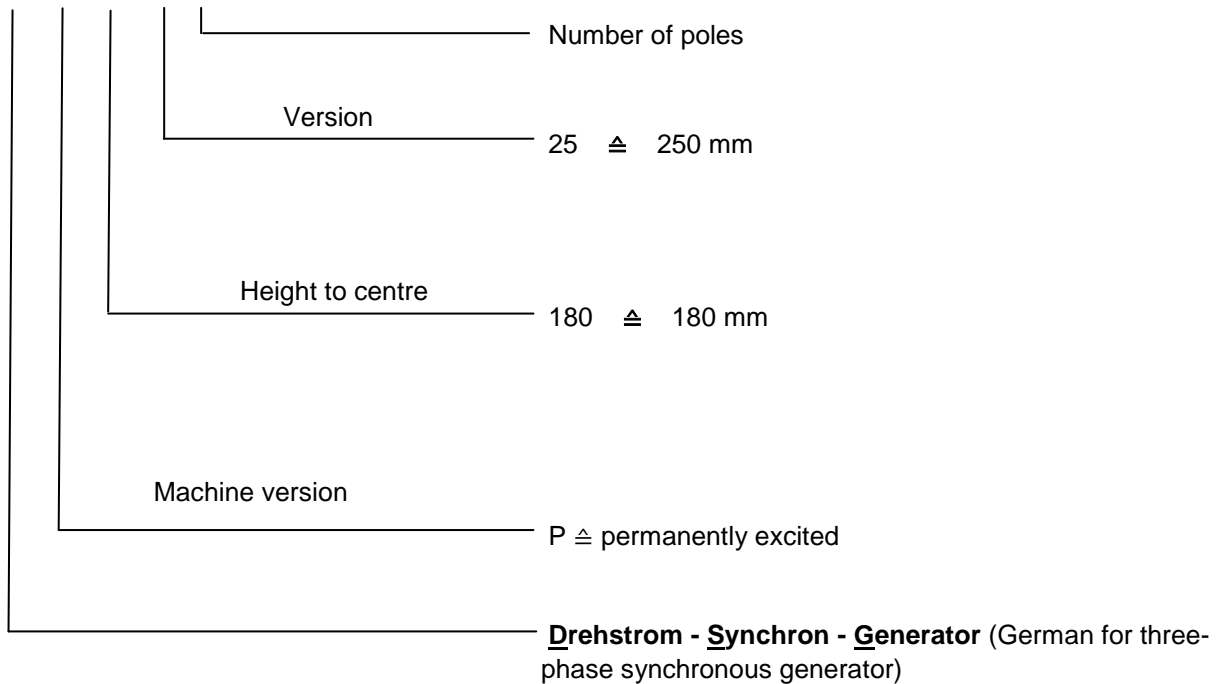 Number of poles
Version
25 ≙ 250 mm
Height to centre
180 ≙ 180 mm
Machine version
P ≙ permanently excited
Drehstrom - Synchron - Generator (German for three-
phase synchronous generator)